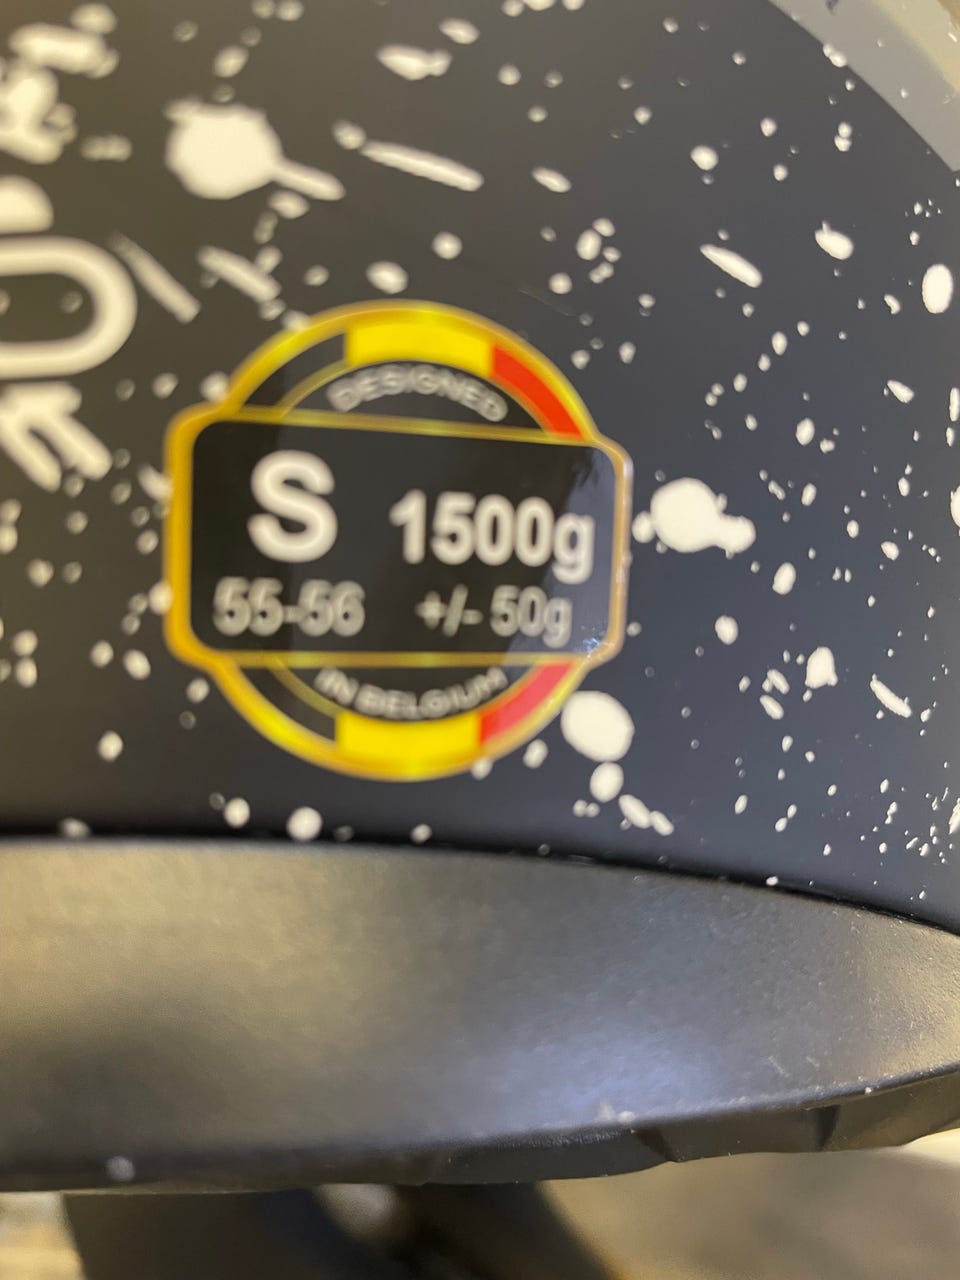 DESIGNED
S 1500g
55-56 +/- 50g
IN BELGIUM